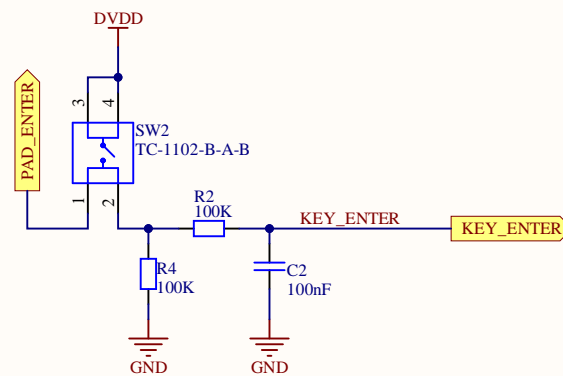 DVDD
PAD_ENTER
3
4
SW2
TC-1102-B-A-B
1
2
R2
100K
KEY_ENTER
KEY_ENTER
R4
100K
C2
100nF
GND
GND